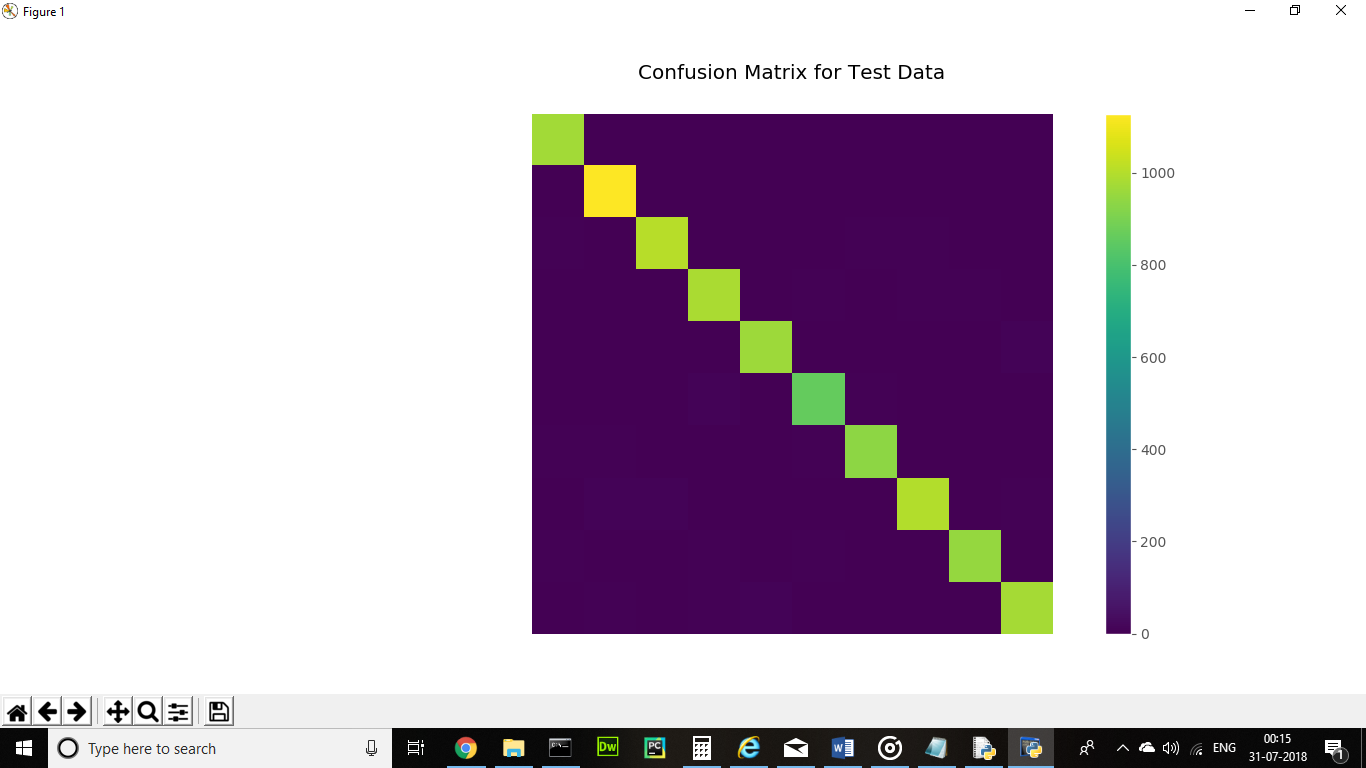 Figure 1
Confusion Matrix for Test Data
1000
800
600
400
200
0
Type here to search
Dw
PC
ENG
00:15
31-07-2018
1